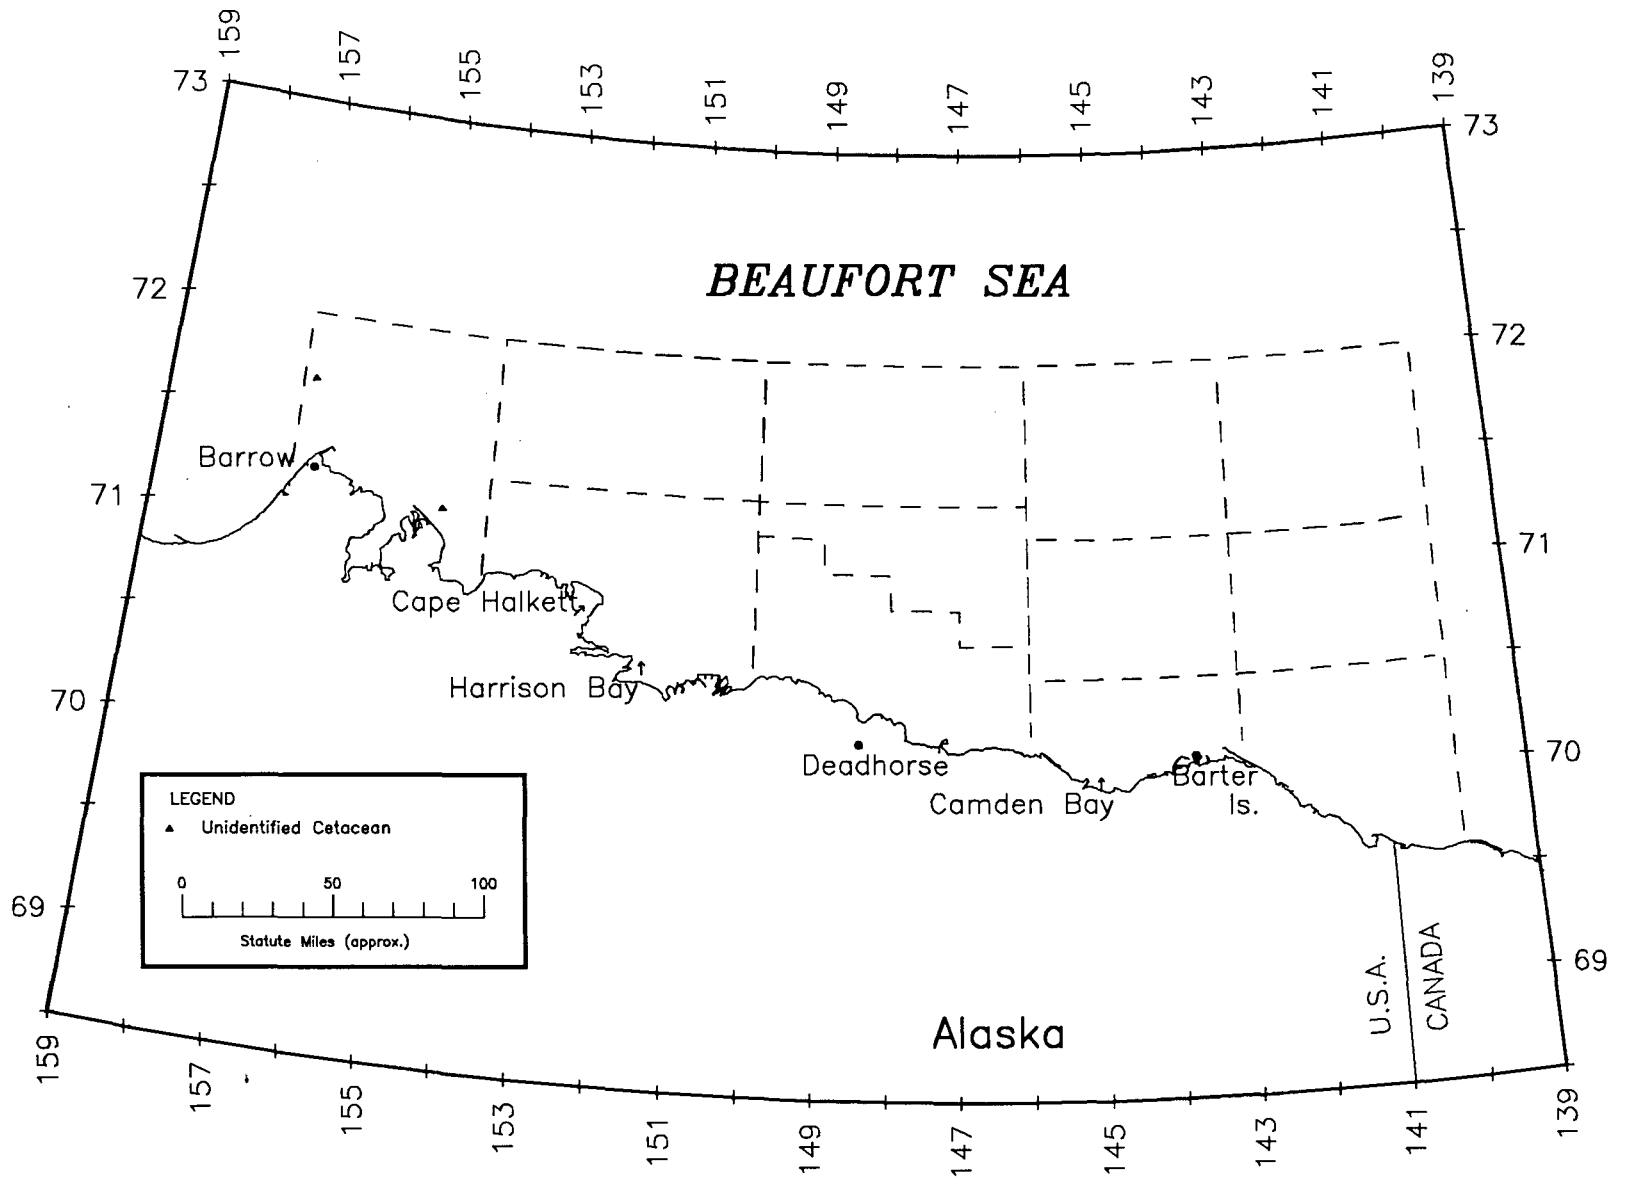 159
157
155
153
151
149
147
145
143
141
139
73
73
BEAUFORT SEA
72
72
Barrow
71
71
Cape Halkett
Harrison Bay
70
70
Deadhorse
Barter
Is.
Camden Bay
LEGEND
Unidentified Cetacean
0 50 100
Statute Miles (approx.)
69
69
U.S.A.
CANADA
Alaska
159
157
155
153
151
149
147
145
143
141
139